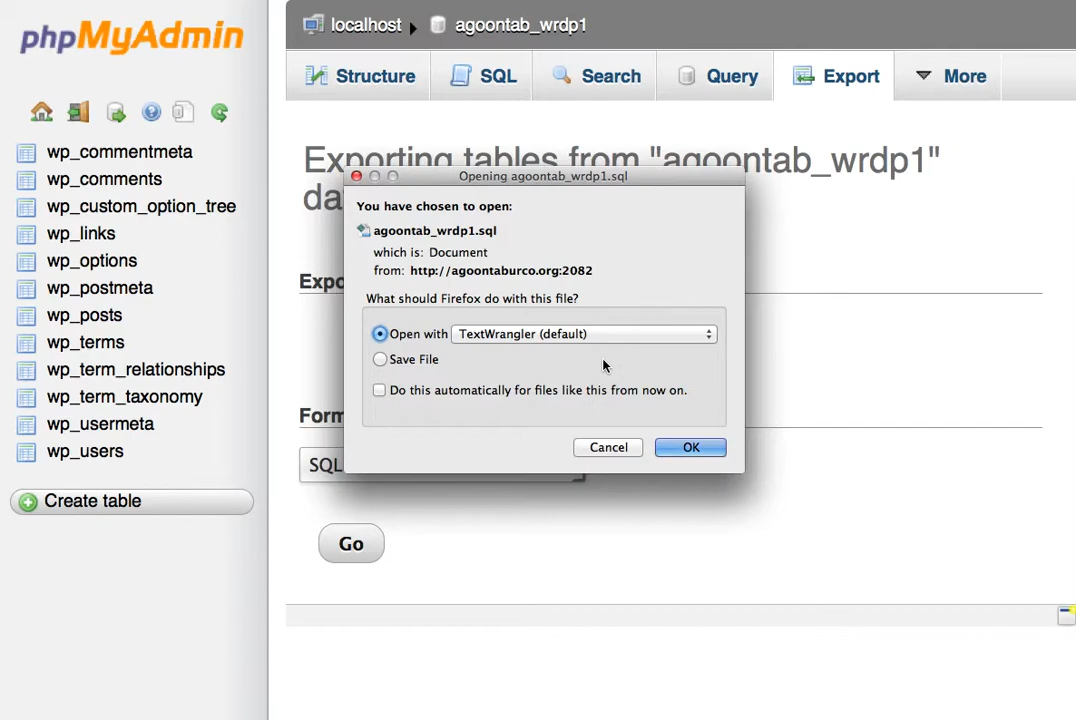 phpMyAdmin
wp_commentmeta
wp_comments
wp_custom_option_tree
wp_links
wp_options
wp_postmeta
wp_posts
wp_terms
wp_term_relationships
wp_term_taxonomy
wp_usermeta
wp_users
Create table
localhost agoontab_wrdp1
Structure SQL Search Query Export More
Exporting tables from "agoontab_wrdp1"
da
Expo
Form
SQL
Go
Opening agoontab_wrdp1.sql
You have chosen to open:
agoontab_wrdp1.sql
which is: Document
from: http://agoontaburco.org:2082
What should Firefox do with this file?
Open with TextWrangler (default)
Save File
Do this automatically for files like this from now on.
Cancel OK